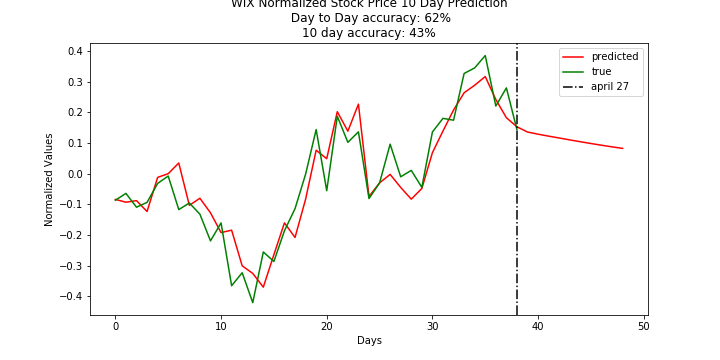 WIX Normalized Stock Price 10 Day Prediction
Day to Day accuracy: 62%
10 day accuracy: 43%
predicted
true
april 27
Normalized Values
0.4
0.3
0.2
0.1
0.0
−0.1
−0.2
−0.3
−0.4
0 10 20 30 40 50
Days